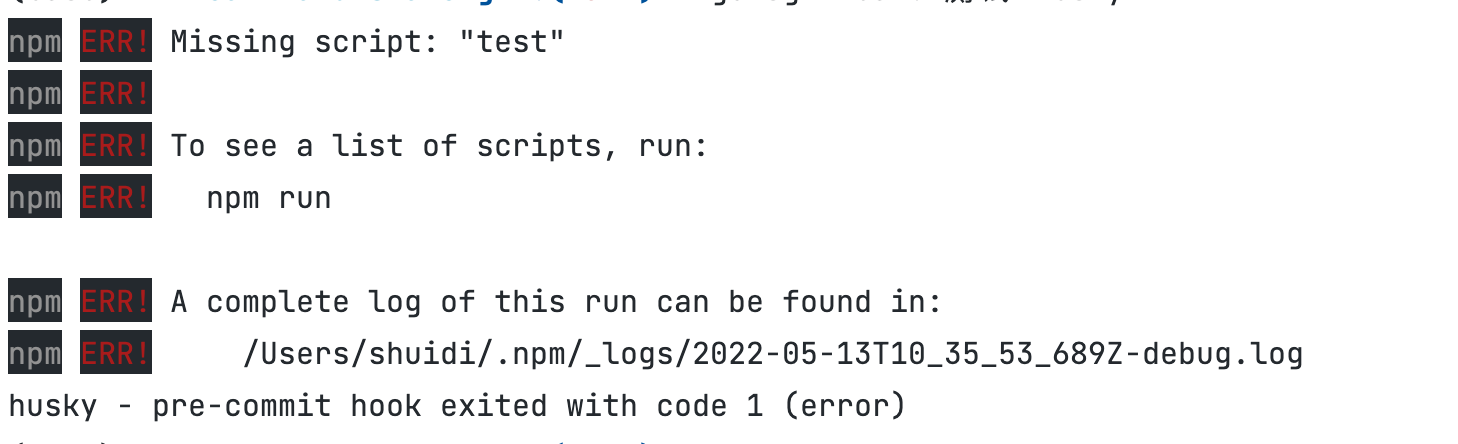 npm ERR! Missing script: "test"
npm ERR!
npm ERR! To see a list of scripts, run:
npm ERR!   npm run
npm ERR! A complete log of this run can be found in:
npm ERR!     /Users/shuidi/.npm/_logs/2022-05-13T10_35_53_689Z-debug.log
husky - pre-commit hook exited with code 1 (error)